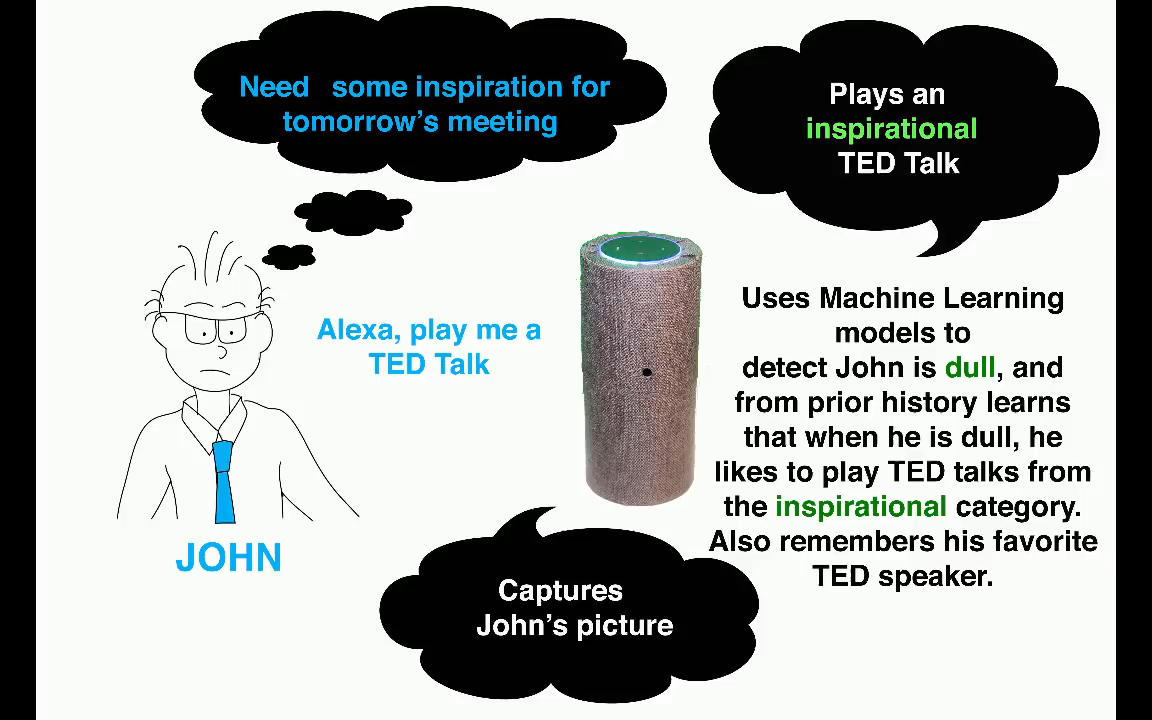 Need some inspiration for
tomorrow's meeting
Alexa, play me a
TED Talk
JOHN
Captures
John's picture
Plays an
inspirational
TED Talk
Uses Machine Learning
models to
detect John is dull, and
from prior history learns
that when he is dull, he
likes to play TED talks from
the inspirational category.
Also remembers his favorite
TED speaker.